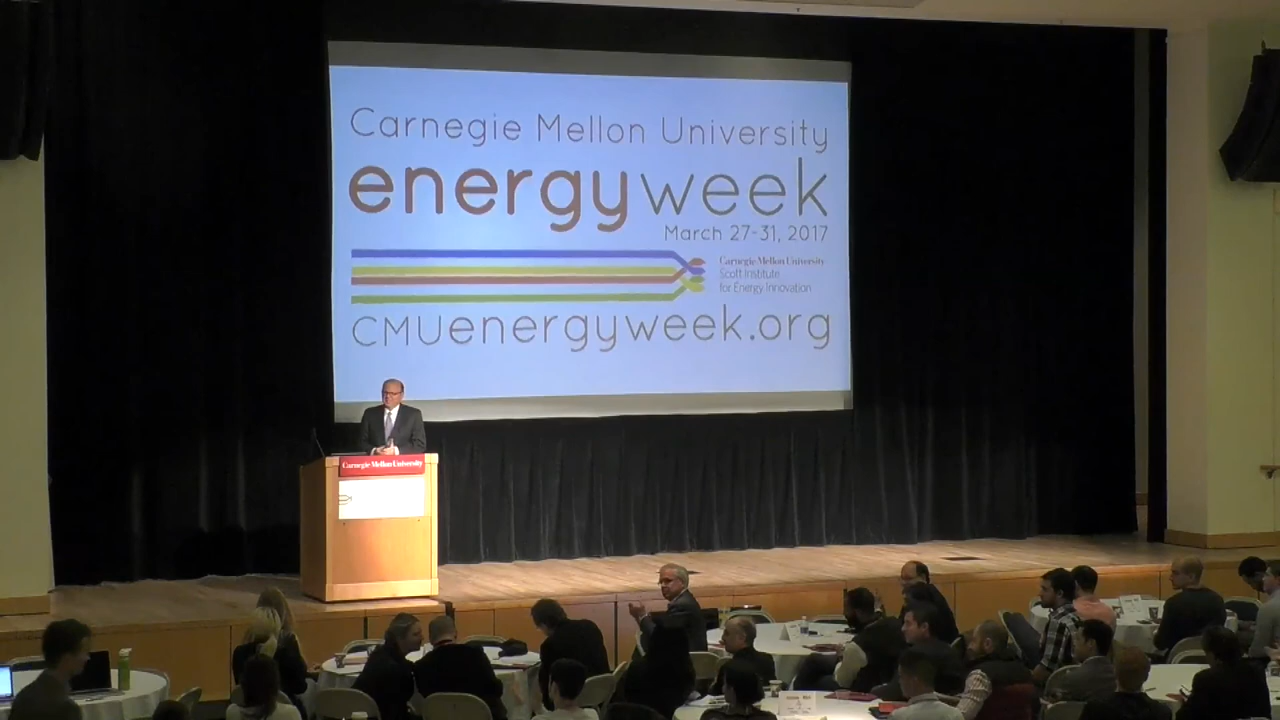 Carnegie Mellon University
energyweek
March 27-31, 2017
Carnegie Mellon University
Scott Institute
for Energy Innovation
CMUenergyweek.org
Carnegie Mellon University